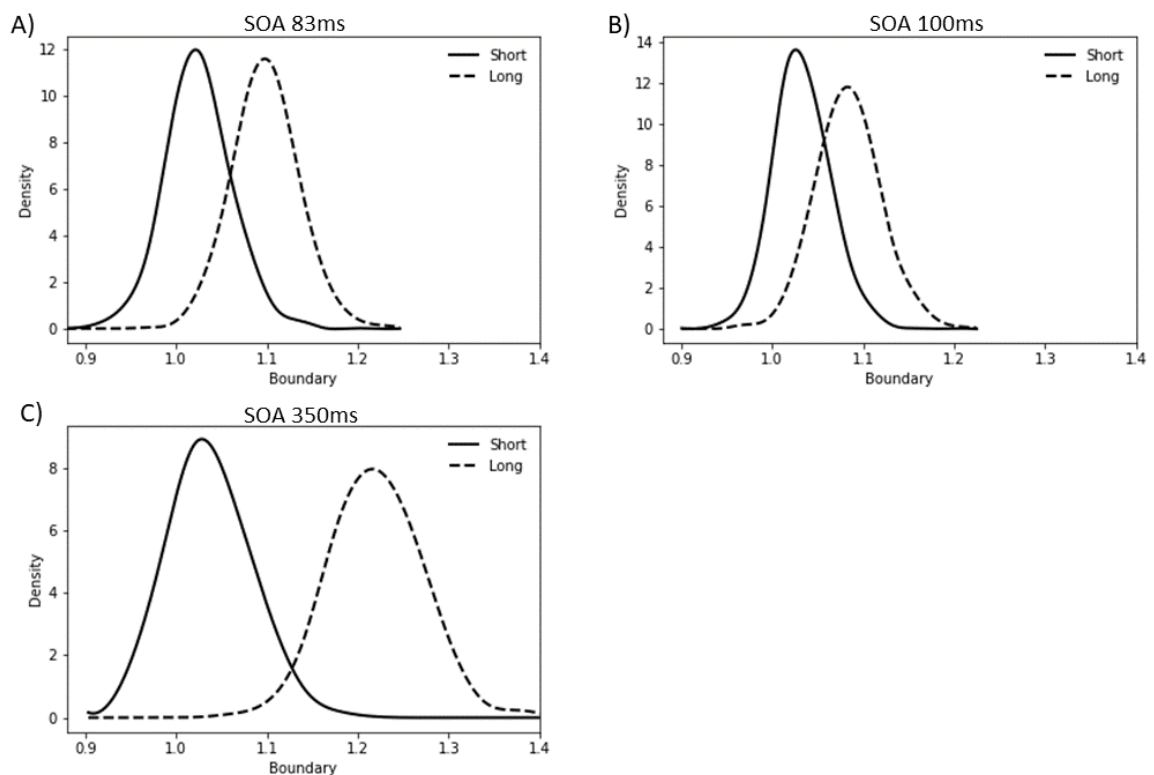 A)
SOA 83ms
12
10
8
6
4
2
0
Density
Short
Long
0.9 1.0 1.1 1.2 1.3 1.4
Boundary
B)
SOA 100ms
14
12
10
8
6
4
2
0
Density
Short
Long
0.9 1.0 1.1 1.2 1.3 1.4
Boundary
C)
SOA 350ms
8
6
4
2
0
Density
Short
Long
0.9 1.0 1.1 1.2 1.3 1.4
Boundary